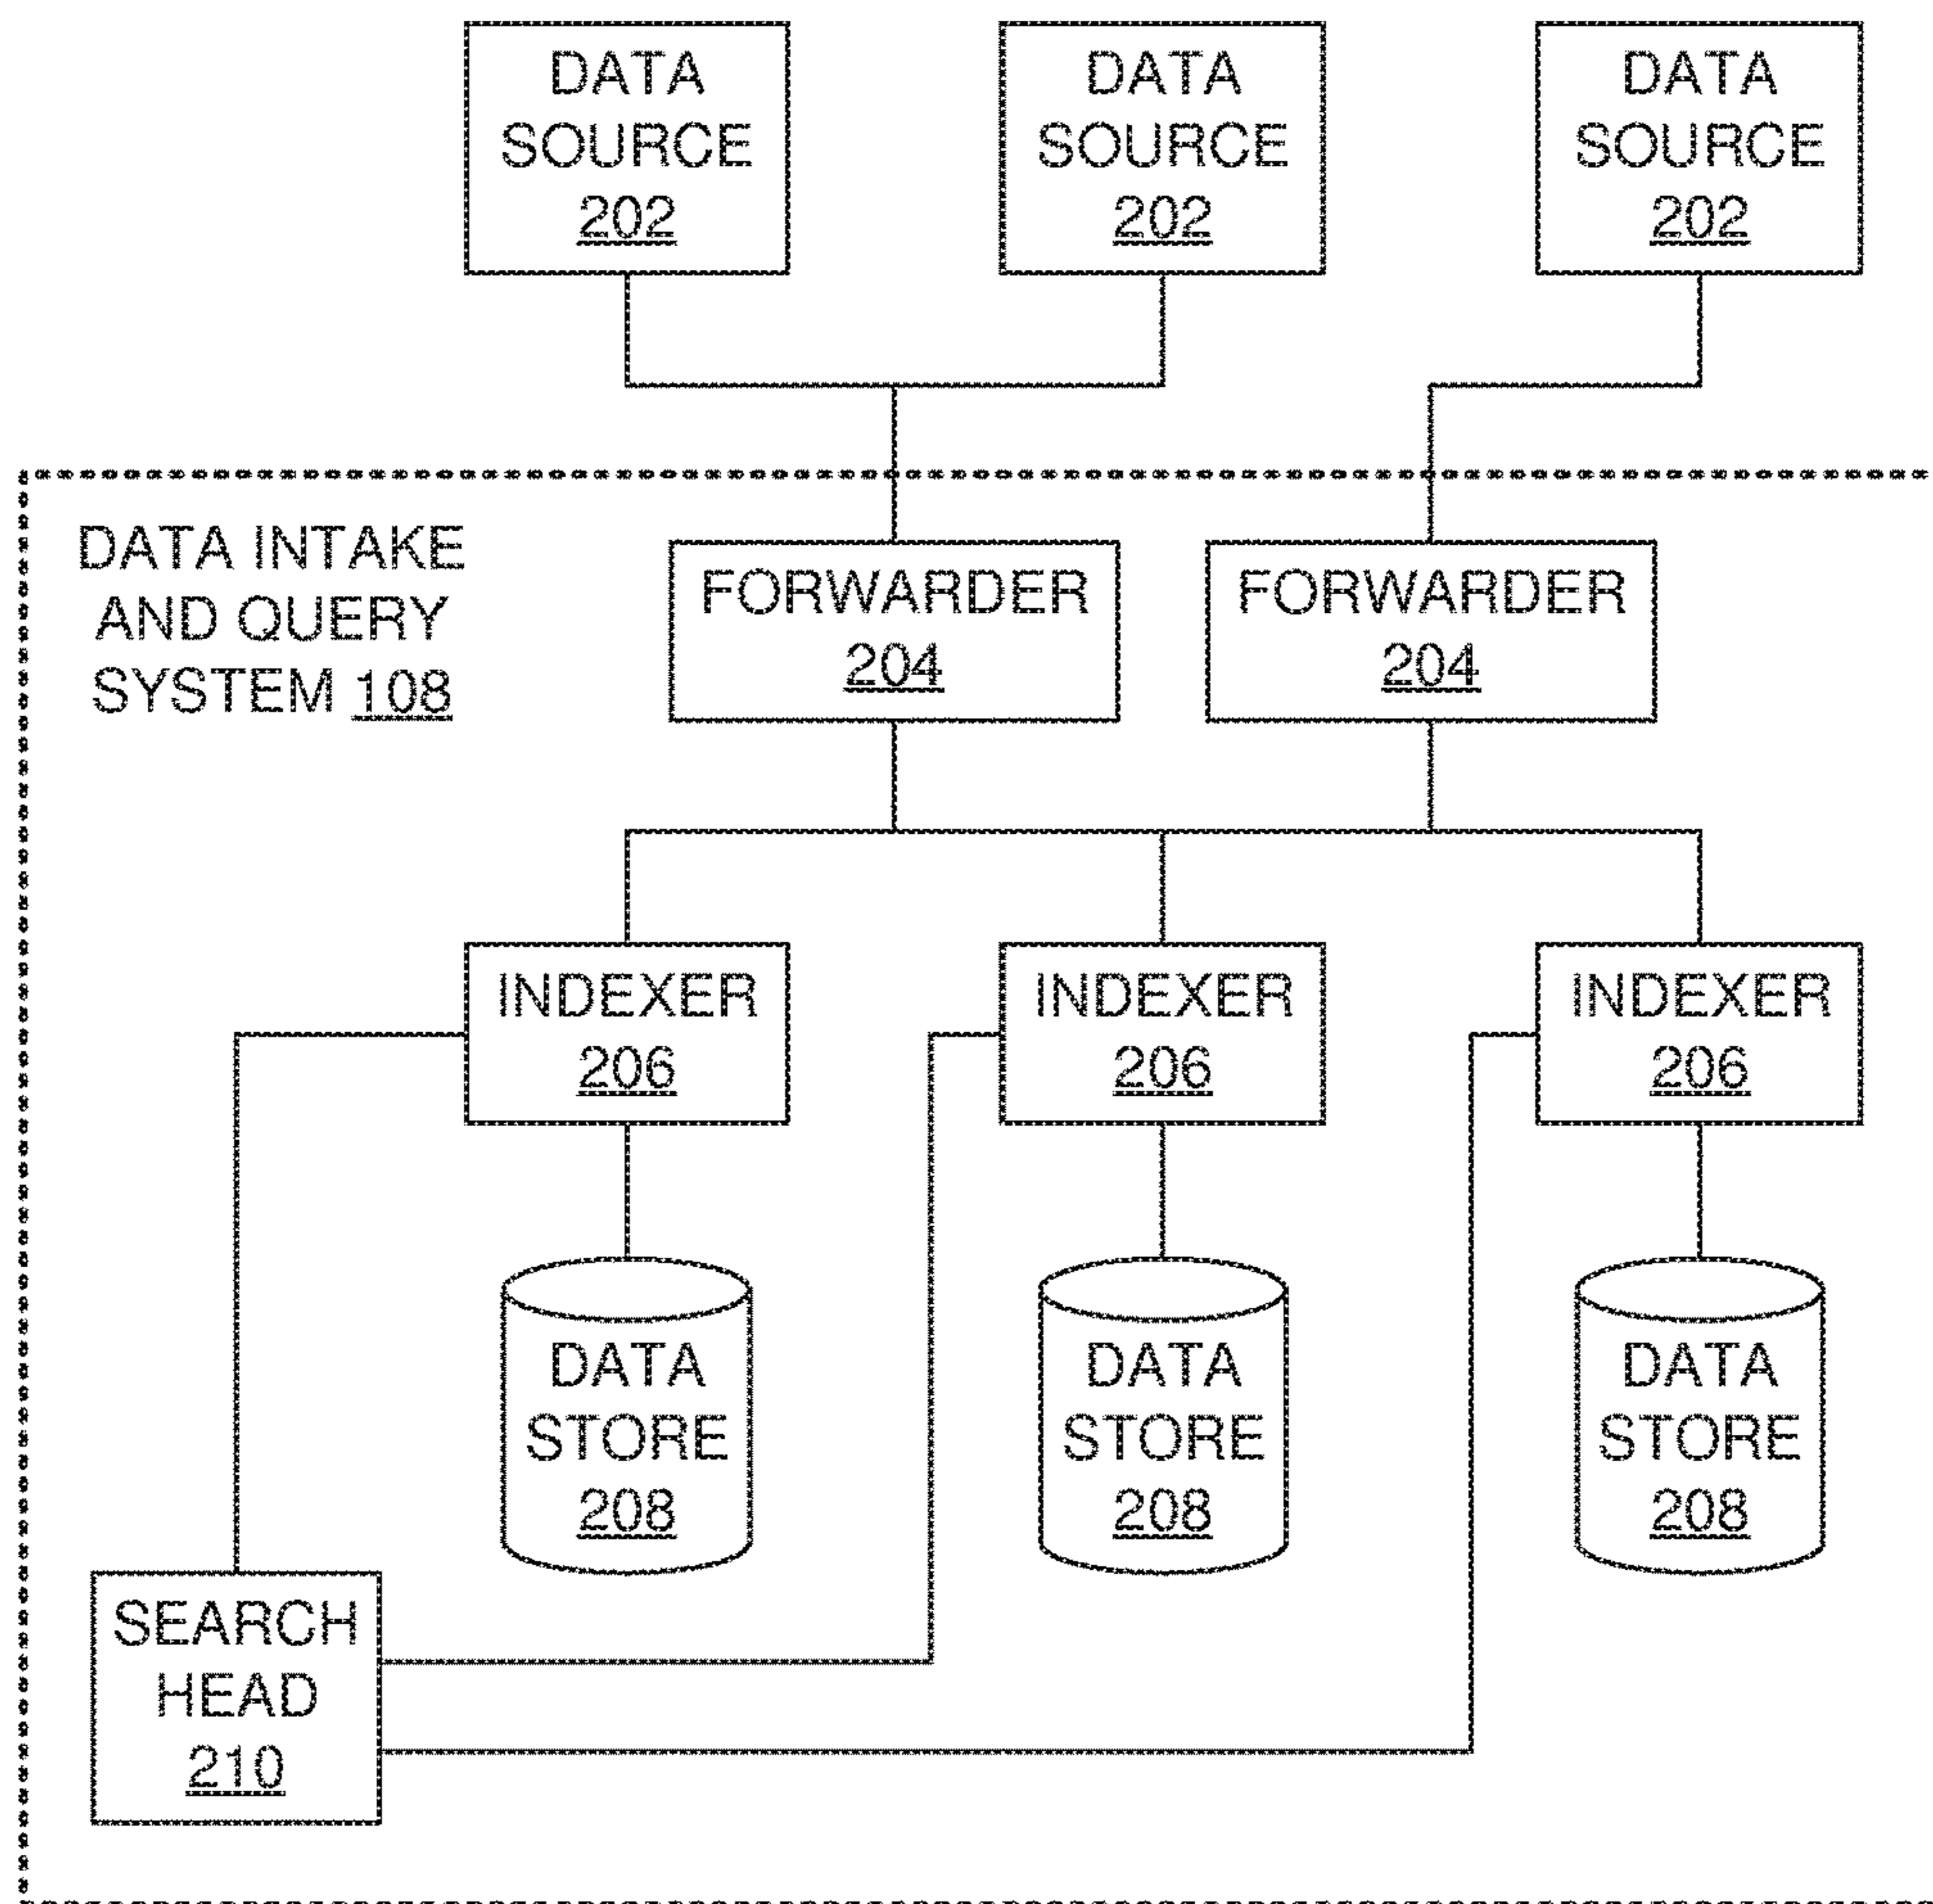 DATA
SOURCE
202
DATA
SOURCE
202
DATA
SOURCE
202
DATA INTAKE
AND QUERY
SYSTEM 108
FORWARDER
204
FORWARDER
204
INDEXER
206
INDEXER
206
INDEXER
206
DATA
STORE
208
DATA
STORE
208
DATA
STORE
208
SEARCH
HEAD
210